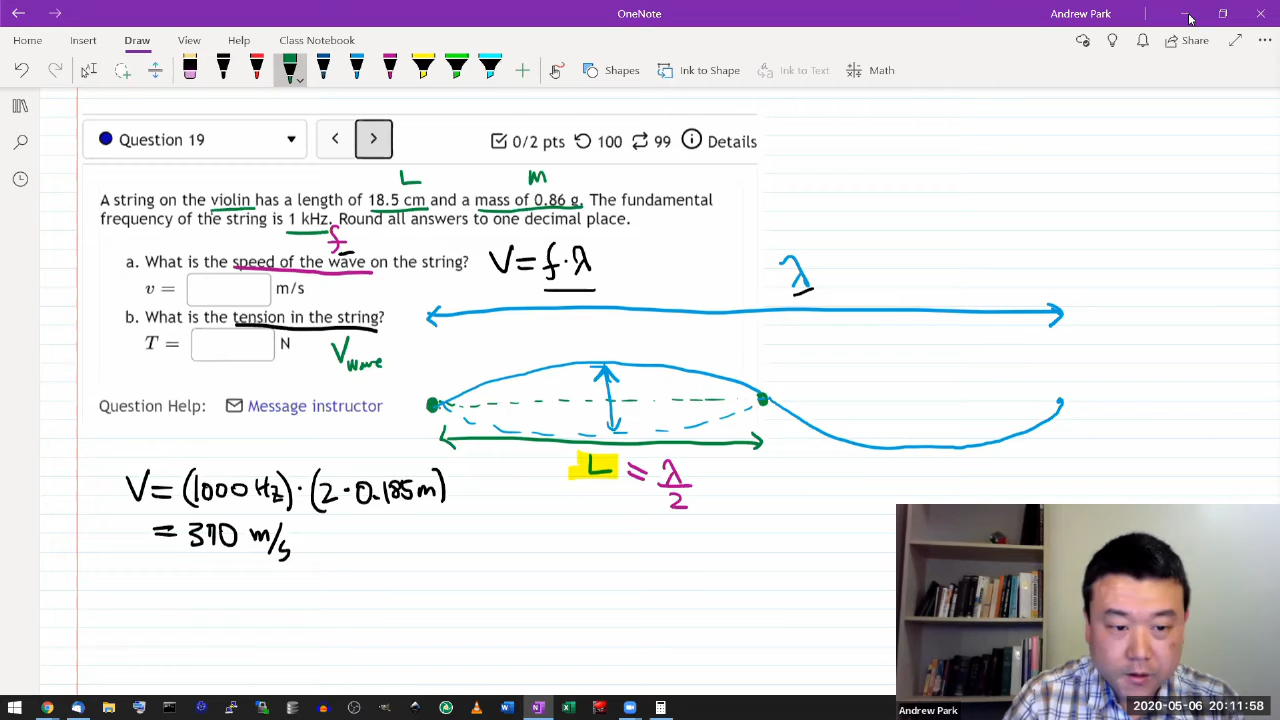 OneNote
Andrew Park
Home Insert Draw View Help Class Notebook
Share
Shapes Ink to Shape Ink to Text Math
Question 19
0/2 pts 100 99 Details
L m
A string on the violin has a length of 18.5 cm and a mass of 0.86 g. The fundamental
frequency of the string is 1 kHz. Round all answers to one decimal place.
f
a. What is the speed of the wave on the string? V = f·λ
λ
v = m/s
b. What is the tension in the string?
T = N
Vwave
Question Help: Message instructor
L = λ/2
V = (1000 Hz)·(2·0.185m)
= 370 m/s
Andrew Park
2020-05-06 20:11:58